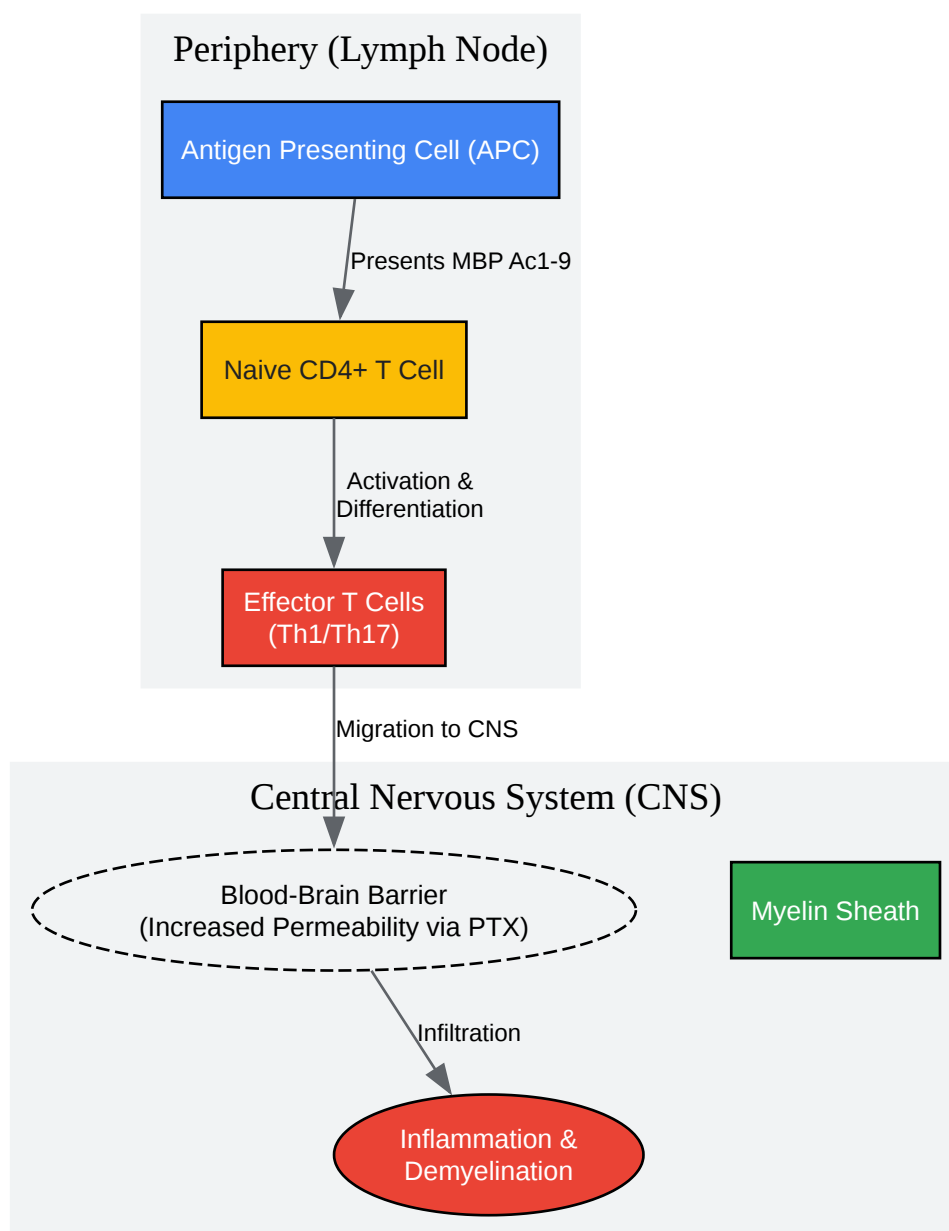 Periphery (Lymph Node)
Antigen Presenting Cell (APC)
Presents MBP Ac1-9
Naive CD4+ T Cell
Activation &
Differentiation
Effector T Cells
(Th1/Th17)
Migration to CNS
Central Nervous System (CNS)
Blood-Brain Barrier
(Increased Permeability via PTX)
Myelin Sheath
Infiltration
Inflammation &
Demyelination